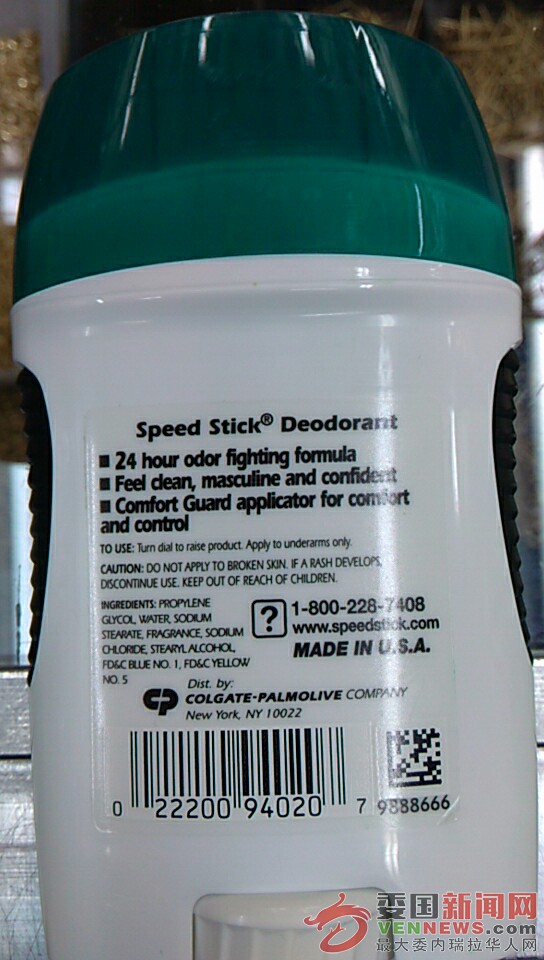 Speed Stick® Deodorant
■ 24 hour odor fighting formula
■ Feel clean, masculine and confident
■ Comfort Guard applicator for comfort
and control
TO USE: Turn dial to raise product. Apply to underarms only.
CAUTION: DO NOT APPLY TO BROKEN SKIN. IF A RASH DEVELOPS,
DISCONTINUE USE. KEEP OUT OF REACH OF CHILDREN.
INGREDIENTS: PROPYLENE
GLYCOL, WATER, SODIUM
STEARATE, FRAGRANCE, SODIUM
CHLORIDE, STEARYL ALCOHOL,
FD&C BLUE NO. 1, FD&C YELLOW
NO. 5
? 1-800-228-7408
www.speedstick.com
MADE IN U.S.A.
Dist. by:
CP COLGATE-PALMOLIVE COMPANY
New York, NY 10022
0 22200 94020 7 9888666
委国新闻网
VENNEWS.com
最大委内瑞拉华人网